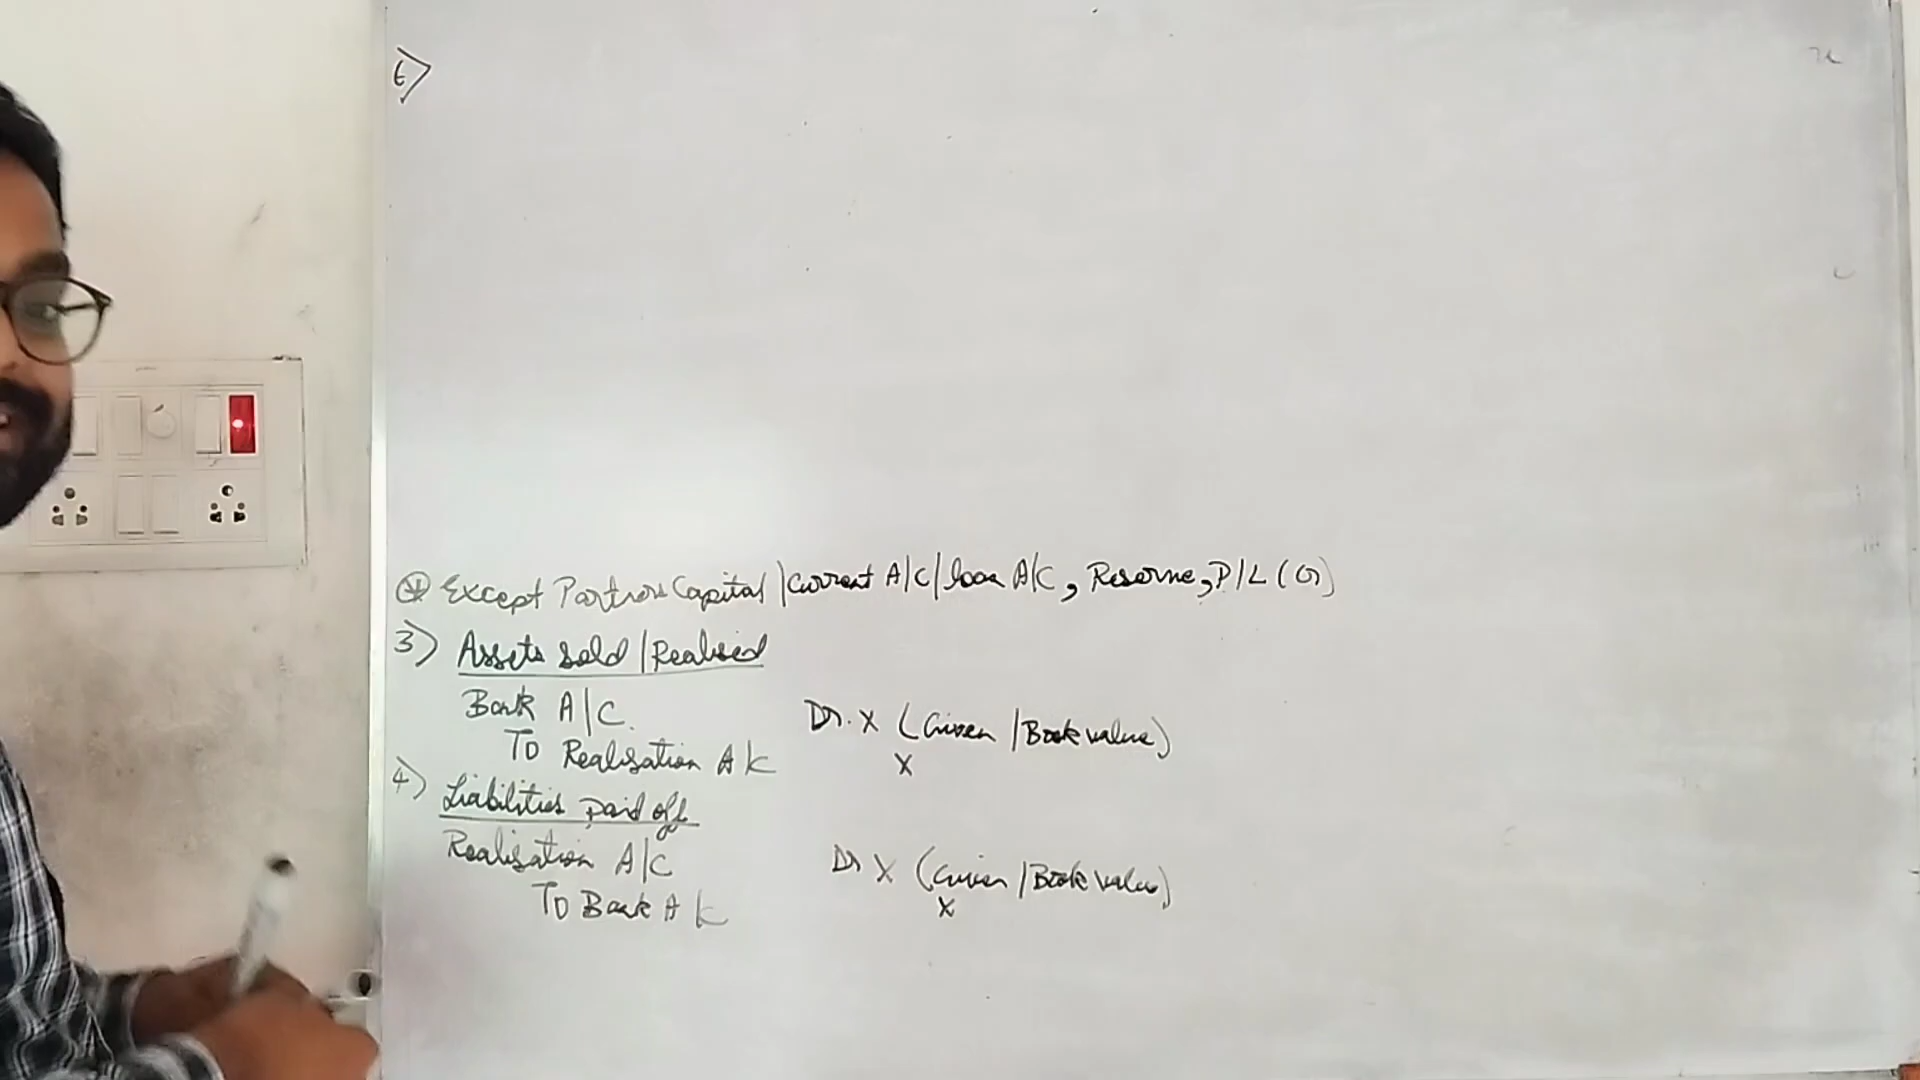 6)
* Except Partners Capital | Current A/C | loan A/C, Reserve, P/L (G)
3) Assets sold | Realised
Bank A/C. Dr. X (Given | Book value)
To Realisation A/C X
4) Liabilities paid off
Realisation A/C Dr X (Given | Book value)
To Bank A/C X